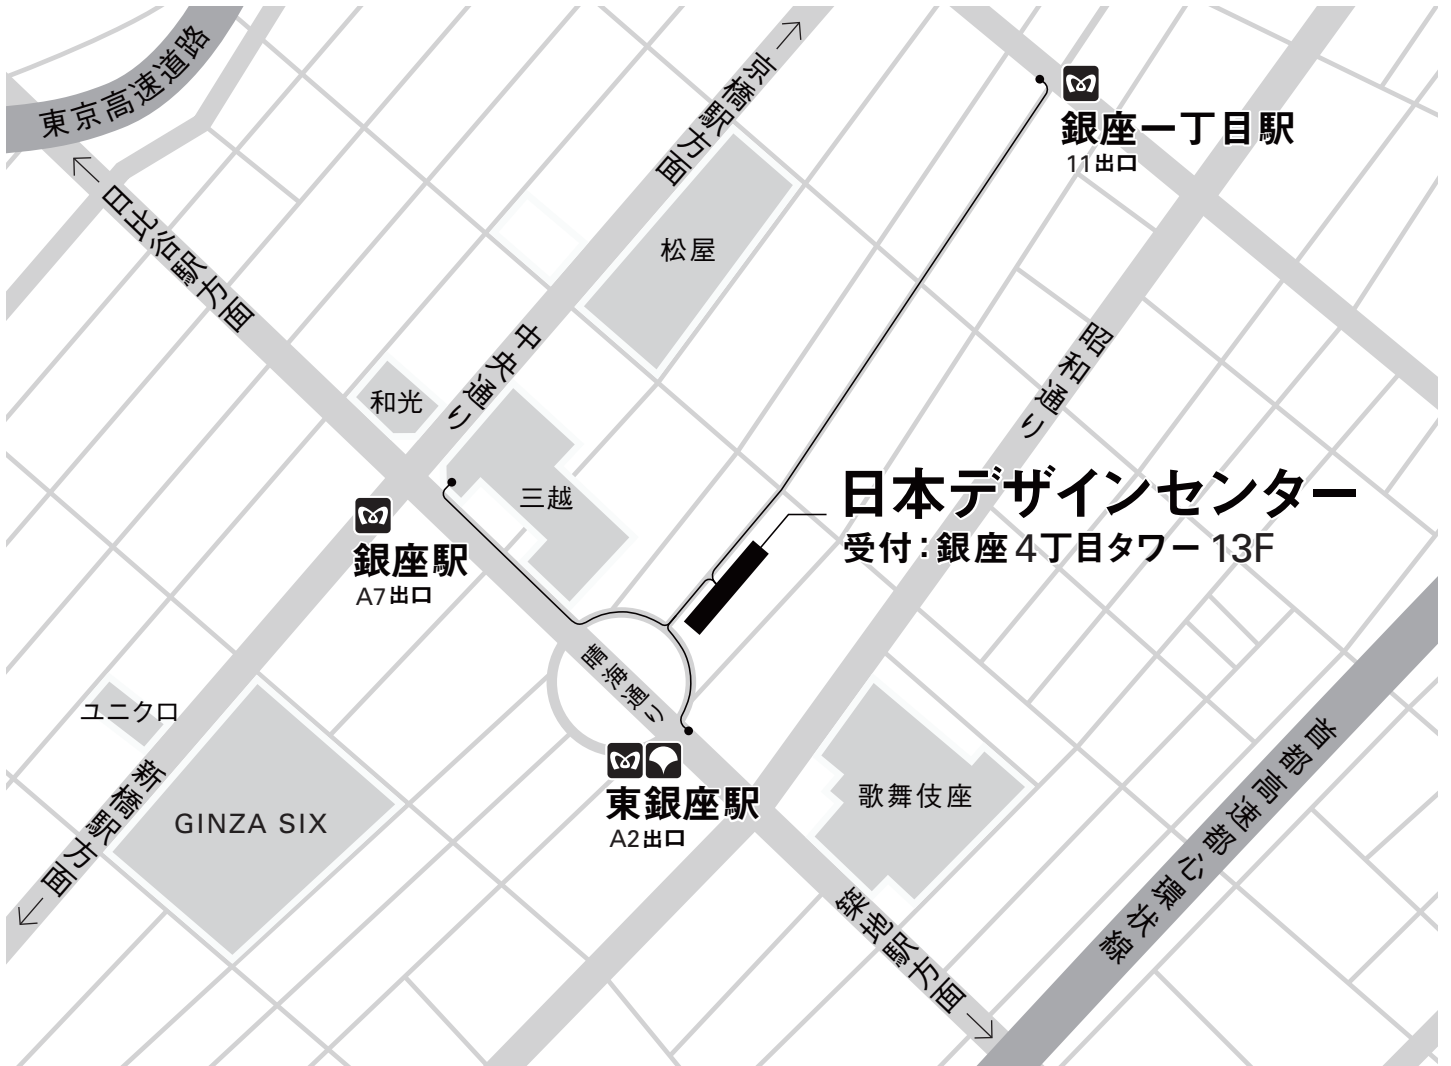 東京高速道路
京橋駅方面
銀座一丁目駅
11出口
日比谷駅方面
松屋
中央通り
昭和通り
和光
三越
日本デザインセンター
受付：銀座4丁目タワー 13F
銀座駅
A7出口
晴海通り
ユニクロ
新橋駅方面
GINZA SIX
東銀座駅
A2出口
歌舞伎座
首都高速都心環状線
築地駅方面